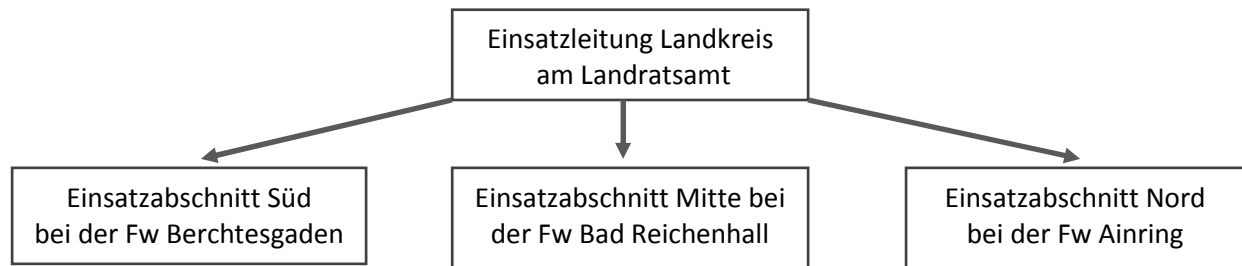 Einsatzleitung Landkreis
am Landratsamt
Einsatzabschnitt Süd
bei der Fw Berchtesgaden
Einsatzabschnitt Mitte bei
der Fw Bad Reichenhall
Einsatzabschnitt Nord
bei der Fw Ainring